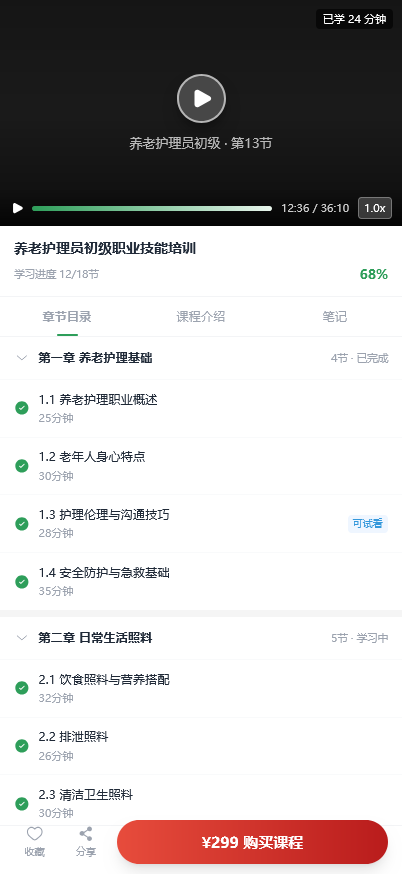 已学 24 分钟
养老护理员初级 · 第13节
12:36 / 36:10
1.0x
养老护理员初级职业技能培训
学习进度 12/18节
68%
章节目录
课程介绍
笔记
第一章 养老护理基础
4节 · 已完成
1.1 养老护理职业概述
25分钟
1.2 老年人身心特点
30分钟
1.3 护理伦理与沟通技巧
28分钟
可试看
1.4 安全防护与急救基础
35分钟
第二章 日常生活照料
5节 · 学习中
2.1 饮食照料与营养搭配
32分钟
2.2 排泄照料
26分钟
2.3 清洁卫生照料
30分钟
收藏
分享
¥299 购买课程